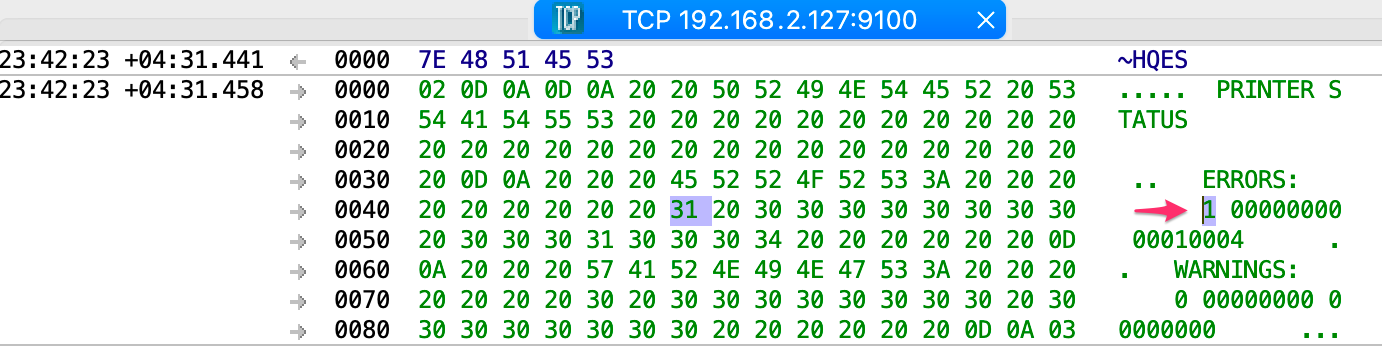 TCP TCP 192.168.2.127:9100 ×
23:42:23 +04:31.441 0000 7E 48 51 45 53 ~HQES
23:42:23 +04:31.458 0000 02 0D 0A 0D 0A 20 20 50 52 49 4E 54 45 52 20 53 ..... PRINTER S
0010 54 41 54 55 53 20 20 20 20 20 20 20 20 20 20 20 TATUS
0020 20 20 20 20 20 20 20 20 20 20 20 20 20 20 20 20
0030 20 0D 0A 20 20 20 45 52 52 4F 52 53 3A 20 20 20 .. ERRORS:
0040 20 20 20 20 20 20 31 20 30 30 30 30 30 30 30 30 1 00000000
0050 20 30 30 30 31 30 30 30 34 20 20 20 20 20 20 0D 00010004 .
0060 0A 20 20 20 57 41 52 4E 49 4E 47 53 3A 20 20 20 . WARNINGS:
0070 20 20 20 20 30 20 30 30 30 30 30 30 30 30 20 30 0 00000000 0
0080 30 30 30 30 30 30 30 20 20 20 20 20 20 0D 0A 03 0000000 ...